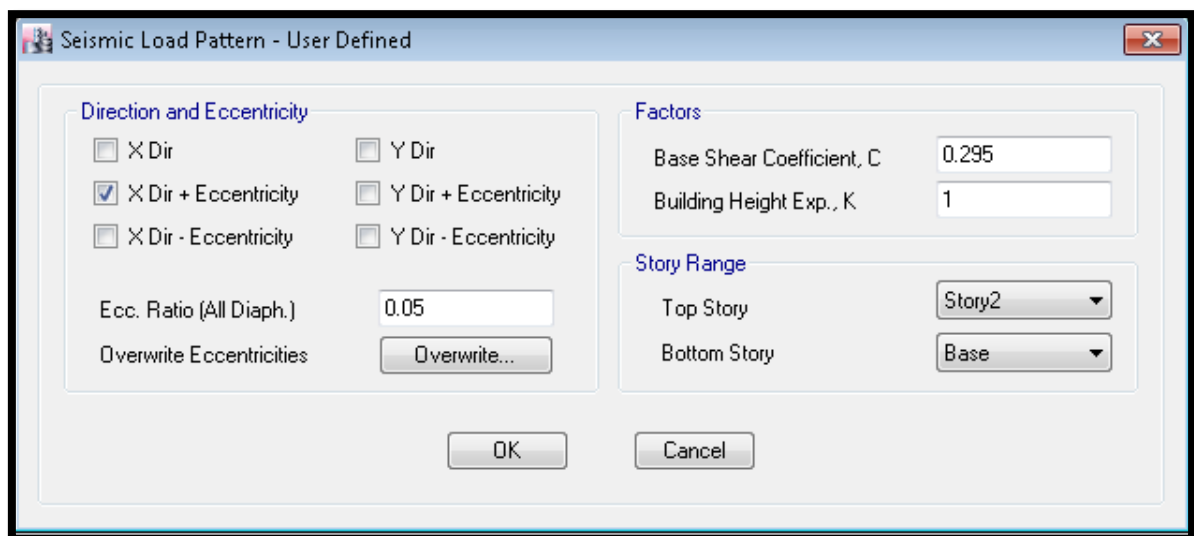 Seismic Load Pattern - User Defined
Direction and Eccentricity
X Dir
Y Dir
X Dir + Eccentricity
Y Dir + Eccentricity
X Dir - Eccentricity
Y Dir - Eccentricity
Ecc. Ratio (All Diaph.)
0.05
Overwrite Eccentricities
Overwrite...
Factors
Base Shear Coefficient, C
0.295
Building Height Exp., K
1
Story Range
Top Story
Story2
Bottom Story
Base
OK
Cancel